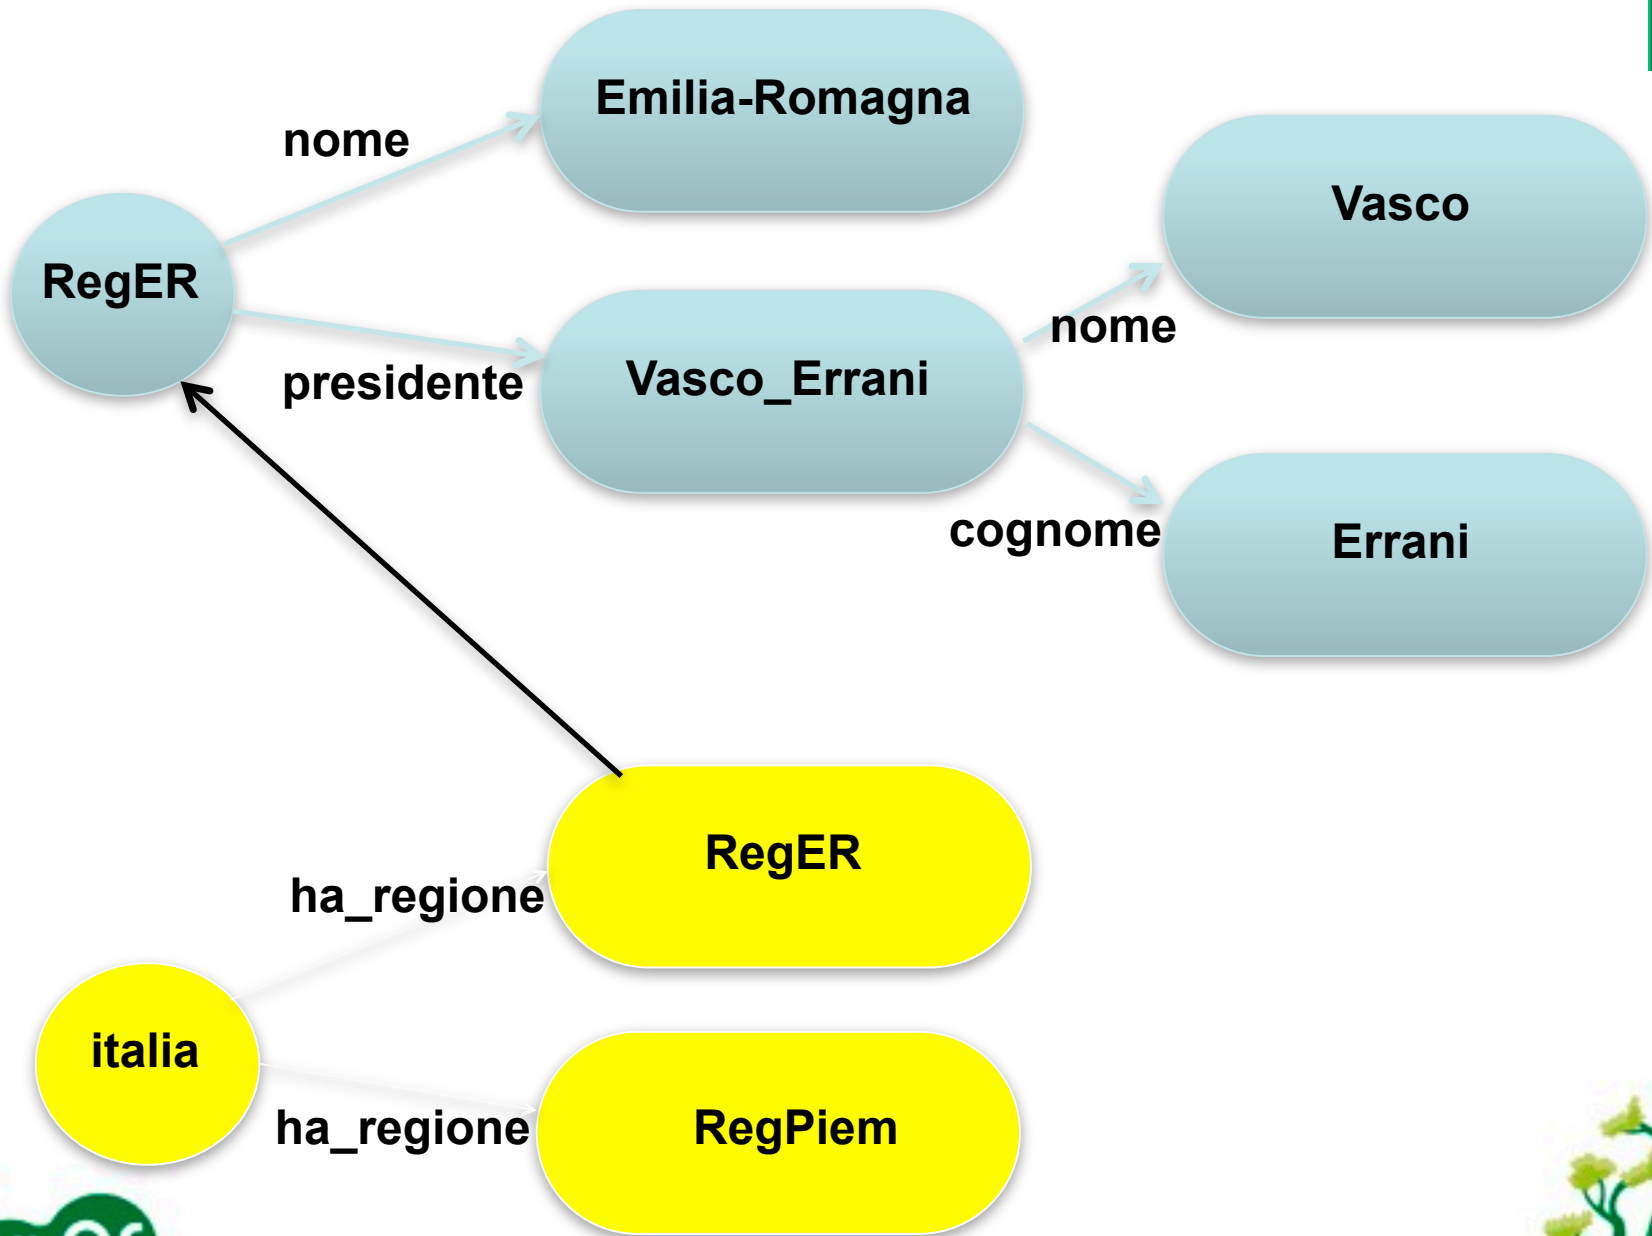 Emilia-Romagna
nome
Vasco
RegER
nome
presidente
Vasco_Errani
cognome
Errani
RegER
ha_regione
italia
ha_regione
RegPiem